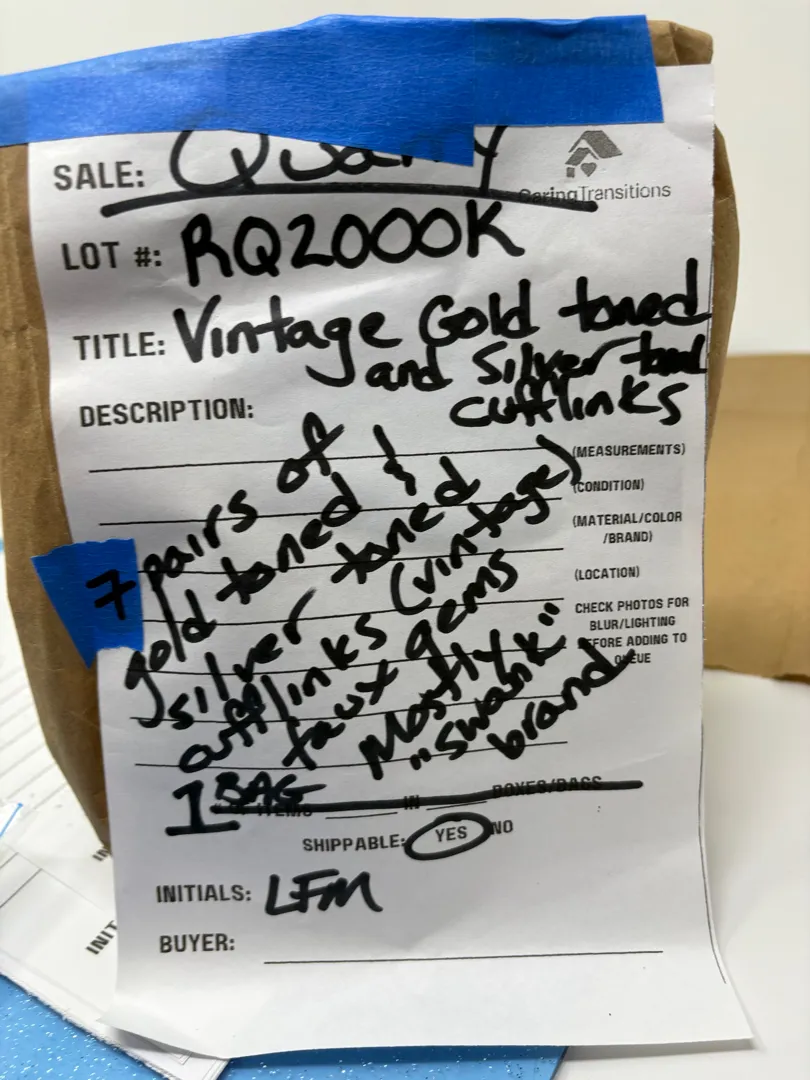 SALE:
CaringTransitions
LOT #: RQ2000K
TITLE: Vintage Gold toned
and Silver toned
cufflinks
DESCRIPTION:
(MEASUREMENTS)
(CONDITION)
(MATERIAL/COLOR
/BRAND)
(LOCATION)
CHECK PHOTOS FOR
BLUR/LIGHTING
BEFORE ADDING TO
QUEUE
7 pairs of
gold toned &
silver toned
cufflinks (vintage)
faux gems
Mostly
"swank"
brand
1 BAG
ITEMS IN BOXES/BAGS
SHIPPABLE: YES NO
INITIALS: LFM
BUYER:
INIT